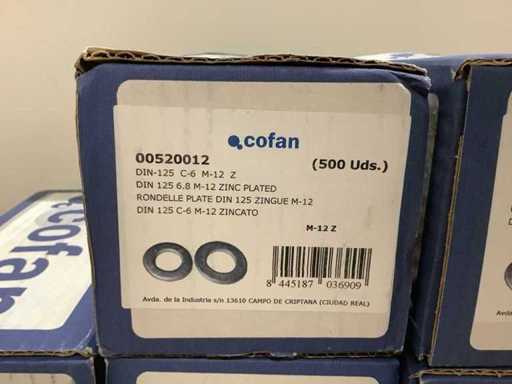 cofan
00520012
(500 Uds.)
DIN-125 C-6 M-12 Z
DIN 125 6.8 M-12 ZINC PLATED
RONDELLE PLATE DIN 125 ZINGUE M-12
DIN 125 C-6 M-12 ZINCATO
M-12 Z
8 445187 036909
Avda. de la Industria s/n 13610 CAMPO DE CRIPTANA (CIUDAD REAL)
cofan